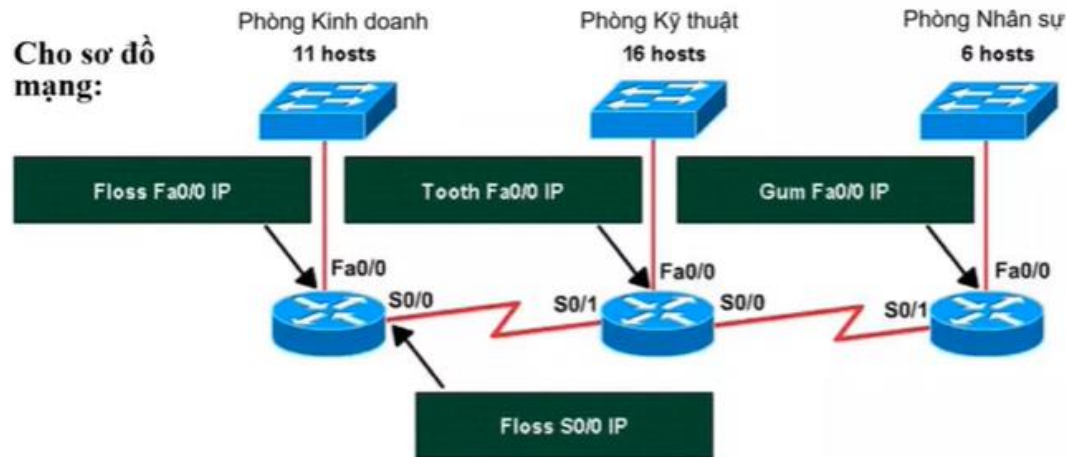 Phòng Kinh doanh
Phòng Kỹ thuật
Phòng Nhân sự
Cho sơ đồ
mạng:
11 hosts
16 hosts
6 hosts
Floss Fa0/0 IP
Tooth Fa0/0 IP
Gum Fa0/0 IP
Fa0/0
Fa0/0
Fa0/0
S0/0
S0/1
S0/0
S0/1
Floss S0/0 IP